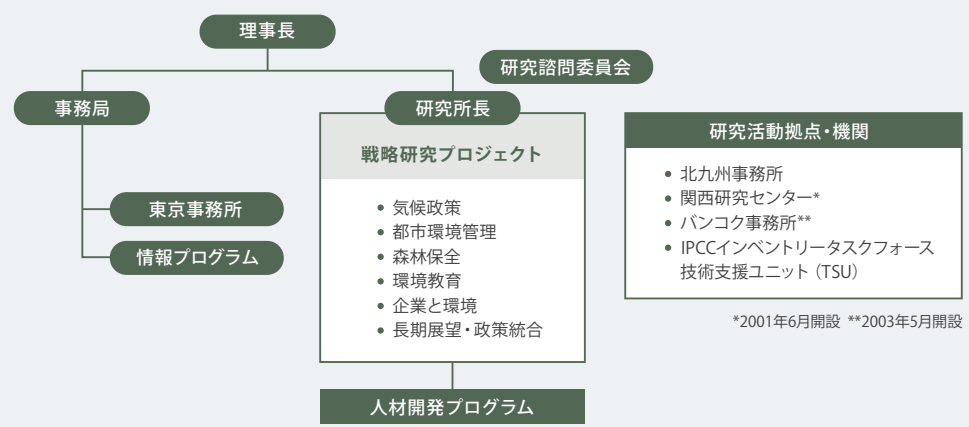 理事長
研究諮問委員会
事務局
研究所長
戦略研究プロジェクト
• 気候政策
• 都市環境管理
• 森林保全
• 環境教育
• 企業と環境
• 長期展望・政策統合
東京事務所
情報プログラム
人材開発プログラム
研究活動拠点・機関
• 北九州事務所
• 関西研究センター*
• バンコク事務所**
• IPCCインベントリータスクフォース
技術支援ユニット（TSU）
*2001年6月開設 **2003年5月開設